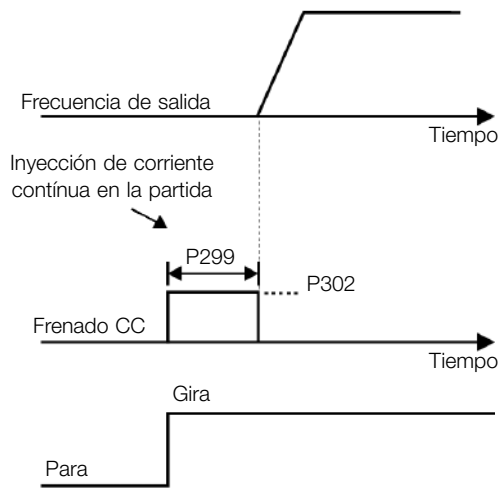 Frecuencia de salida
Tiempo
Inyección de corriente
contínua en la partida
P299
P302
Frenado CC
Tiempo
Gira
Para